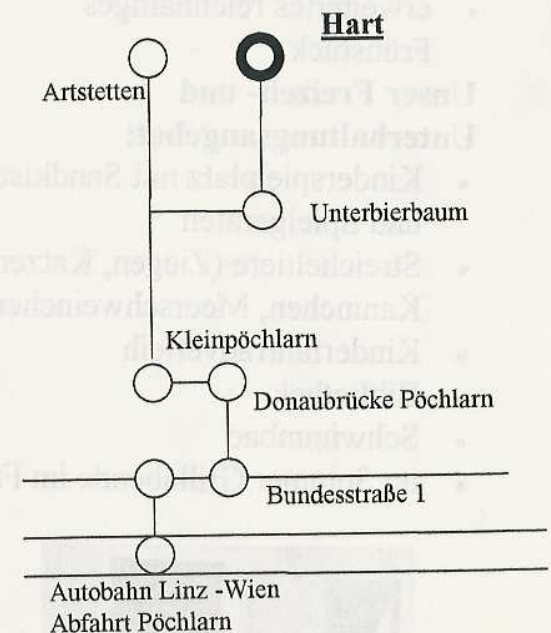 Hart
Artstetten
Unterbierbaum
Kleinpöchlarn
Donaubrücke Pöchlarn
Bundesstraße 1
Autobahn Linz -Wien
Abfahrt Pöchlarn